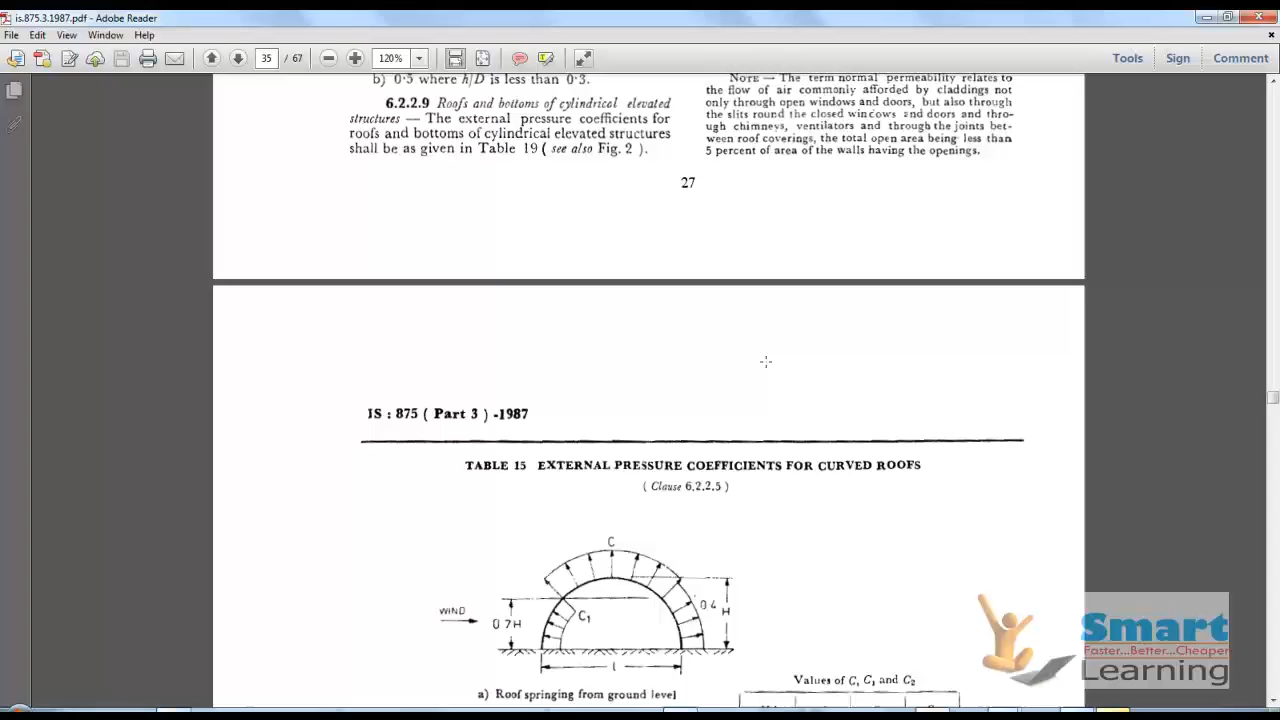 is.875.3.1987.pdf - Adobe Reader
File Edit View Window Help
35 / 67 120% Tools Sign Comment
b) 0·5 where h/D is less than 0·3.
6.2.2.9 Roofs and bottoms of cylindrical elevated
structures — The external pressure coefficients for
roofs and bottoms of cylindrical elevated structures
shall be as given in Table 19 ( see also Fig. 2 ).
NOTE — The term normal permeability relates to
the flow of air commonly afforded by claddings not
only through open windows and doors, but also through
the slits round the closed windows and doors and thro-
ugh chimneys, ventilators and through the joints bet-
ween roof coverings, the total open area being less than
5 percent of area of the walls having the openings.
27
IS : 875 ( Part 3 ) -1987
TABLE 15 EXTERNAL PRESSURE COEFFICIENTS FOR CURVED ROOFS
( Clause 6.2.2.5 )
C
WIND
0·7H
C1
0·4
H
l
a) Roof springing from ground level
Values of C, C1 and C2
Smart
Faster...Better...Cheaper
Learning